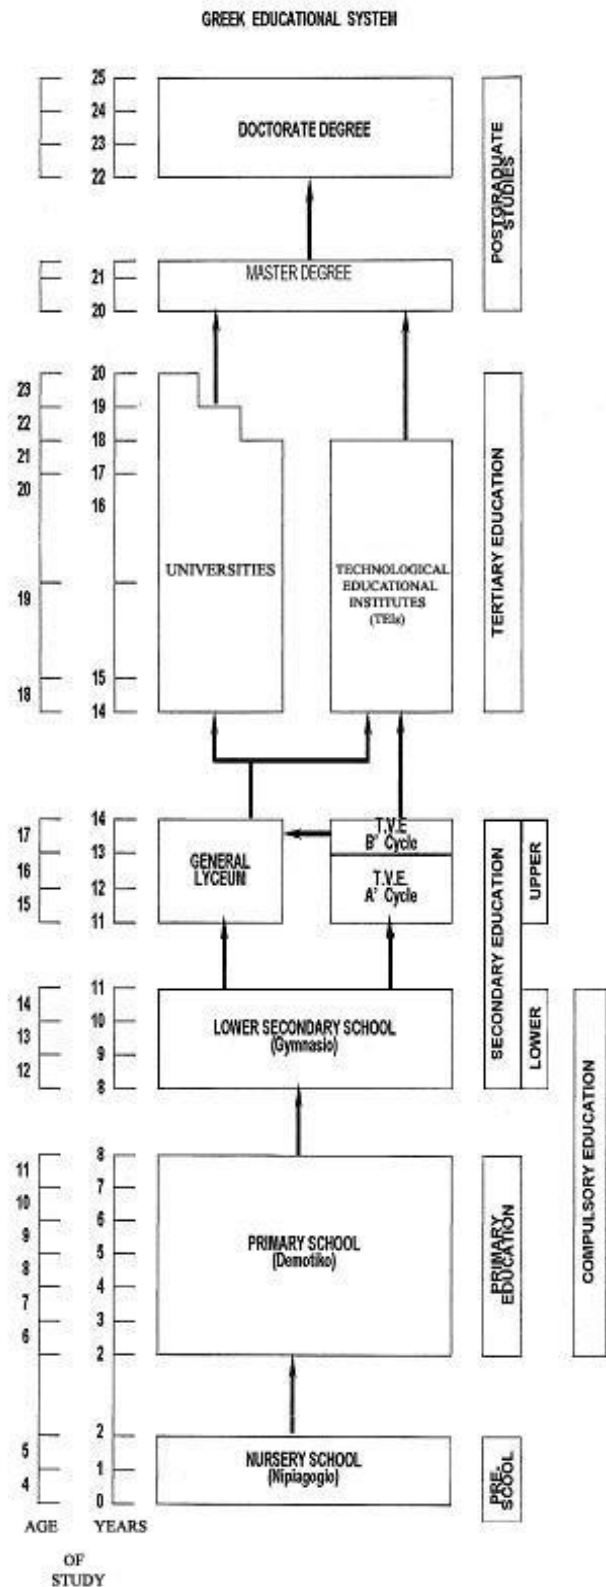 GREEK EDUCATIONAL SYSTEM
25
24
23
22
DOCTORATE DEGREE
POSTGRADUATE
STUDIES
21
20
MASTER DEGREE
23
22
21
20
19
18
20
19
18
17
16
15
14
UNIVERSITIES
TECHNOLOGICAL
EDUCATIONAL
INSTITUTES
(TEIs)
TERTIARY EDUCATION
17
16
15
14
13
12
11
GENERAL
LYCEUM
T.V.E
B' Cycle
T.V.E.
A' Cycle
SECONDARY EDUCATION
UPPER
14
13
12
11
10
9
8
LOWER SECONDARY SCHOOL
(Gymnasio)
LOWER
COMPULSORY EDUCATION
11
10
9
8
7
6
8
7
6
5
4
3
2
PRIMARY SCHOOL
(Demotiko)
PRIMARY
EDUCATION
5
4
2
1
0
NURSERY SCHOOL
(Nipiagogio)
PRE-
SCOOL
AGE YEARS
OF
STUDY